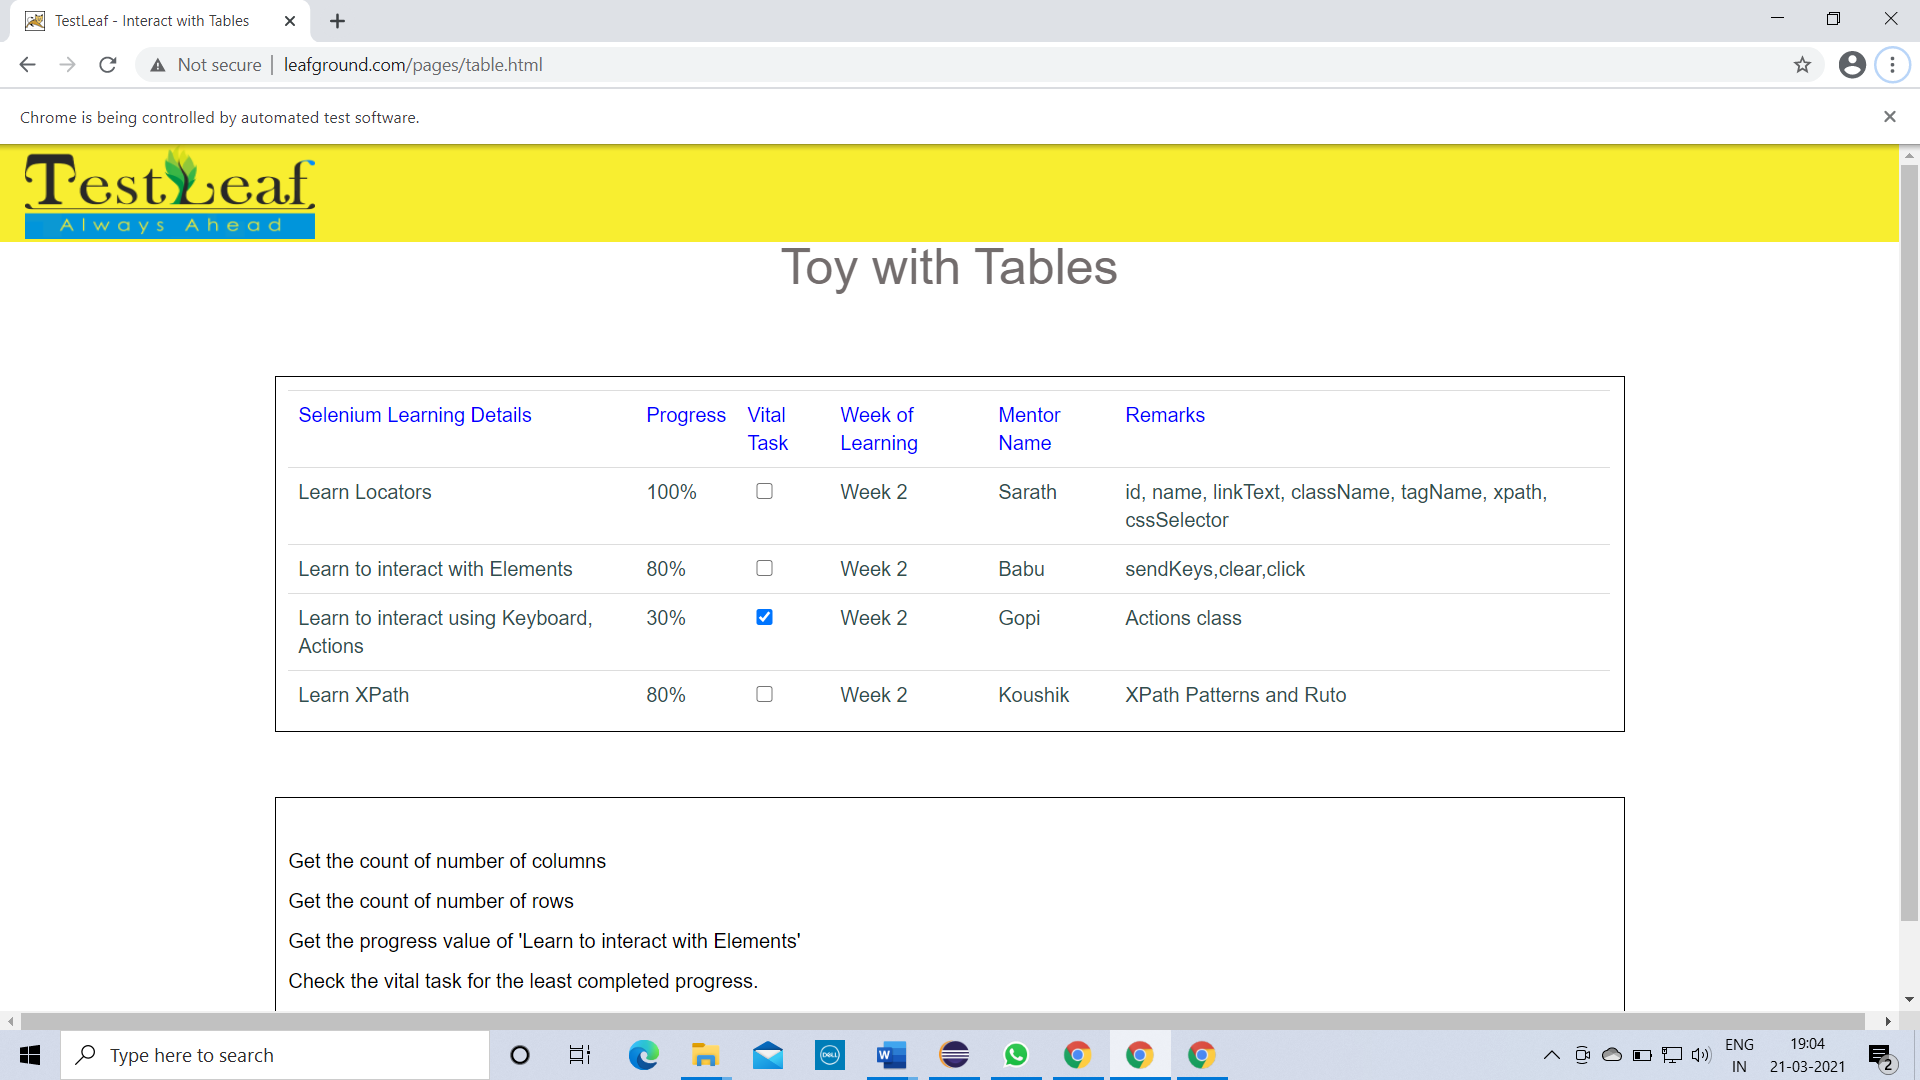 TestLeaf - Interact with Tables
Not secure | leafground.com/pages/table.html
Chrome is being controlled by automated test software.
TestLeaf
Always Ahead
Toy with Tables
Selenium Learning Details Progress Vital Task Week of Learning Mentor Name Remarks
Learn Locators 100% Week 2 Sarath id, name, linkText, className, tagName, xpath, cssSelector
Learn to interact with Elements 80% Week 2 Babu sendKeys,clear,click
Learn to interact using Keyboard, Actions 30% Week 2 Gopi Actions class
Learn XPath 80% Week 2 Koushik XPath Patterns and Ruto
Get the count of number of columns
Get the count of number of rows
Get the progress value of 'Learn to interact with Elements'
Check the vital task for the least completed progress.
Type here to search
DELL
W
ENG
IN
19:04
21-03-2021
2